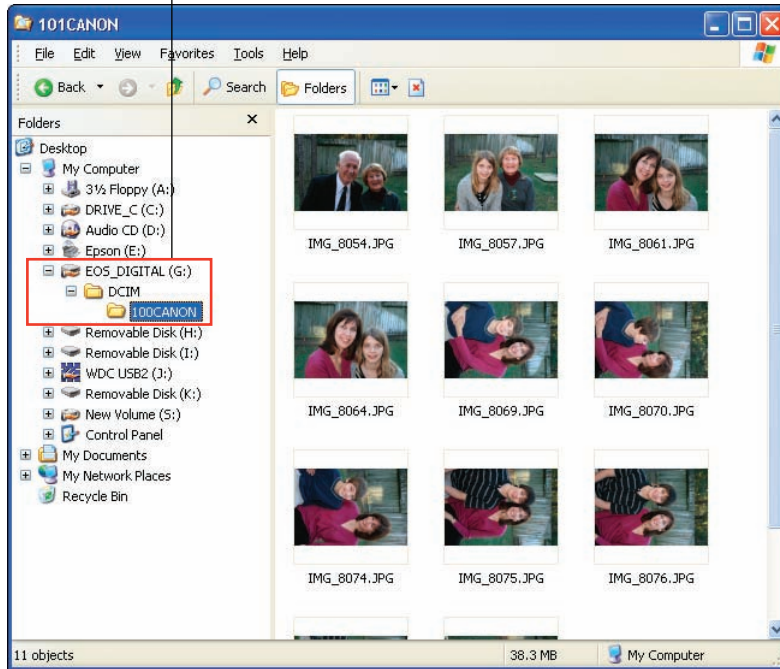 101CANON
File Edit View Favorites Tools Help
Back Search Folders
Folders
Desktop
My Computer
3½ Floppy (A:)
DRIVE_C (C:)
Audio CD (D:)
Epson (E:)
EOS_DIGITAL (G:)
DCIM
100CANON
Removable Disk (H:)
Removable Disk (I:)
WDC USB2 (J:)
Removable Disk (K:)
New Volume (S:)
Control Panel
My Documents
My Network Places
Recycle Bin
IMG_8054.JPG IMG_8057.JPG IMG_8061.JPG
IMG_8064.JPG IMG_8069.JPG IMG_8070.JPG
IMG_8074.JPG IMG_8075.JPG IMG_8076.JPG
11 objects 38.3 MB My Computer